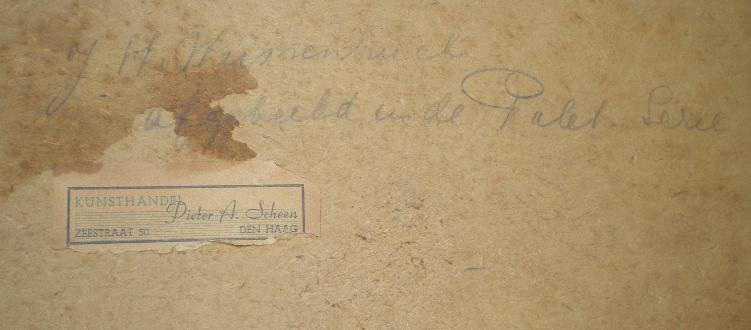 J. H. Weissenbruch
afgebeeld in de Palet-Serie
KUNSTHANDEL
Pieter A. Scheen
ZEESTRAAT 50 DEN HAAG